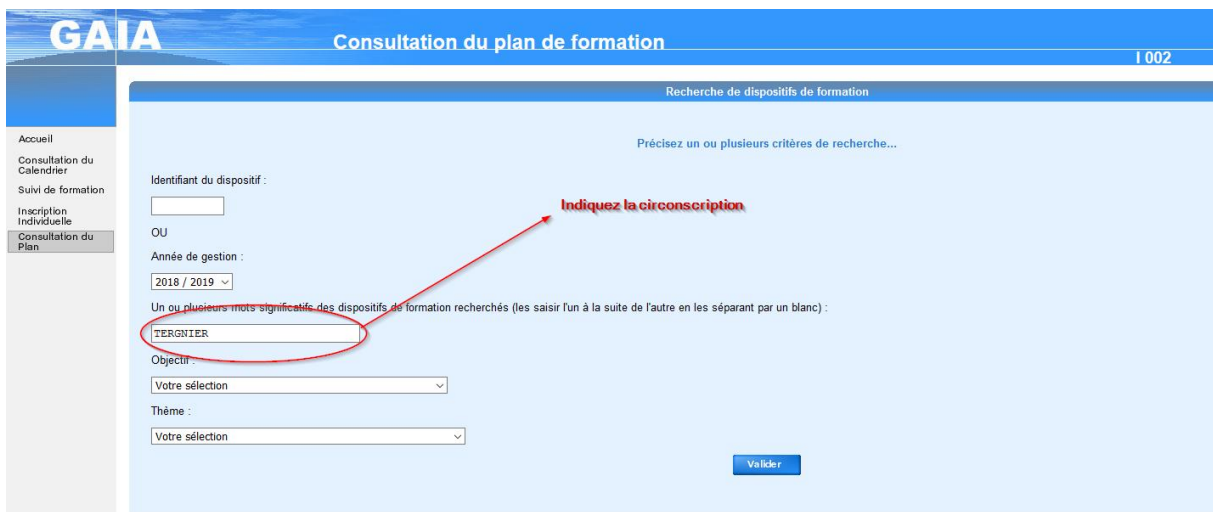 GAIA
Consultation du plan de formation
I 002
Recherche de dispositifs de formation
Accueil
Consultation du
Calendrier
Suivi de formation
Inscription
Individuelle
Consultation du
Plan
Précisez un ou plusieurs critères de recherche...
Identifiant du dispositif :
Indiquez la circonscription
OU
Année de gestion :
2018 / 2019
Un ou plusieurs mots significatifs des dispositifs de formation recherchés (les saisir l'un à la suite de l'autre en les séparant par un blanc) :
TERGNIER
Objectif :
Votre sélection
Thème :
Votre sélection
Valider